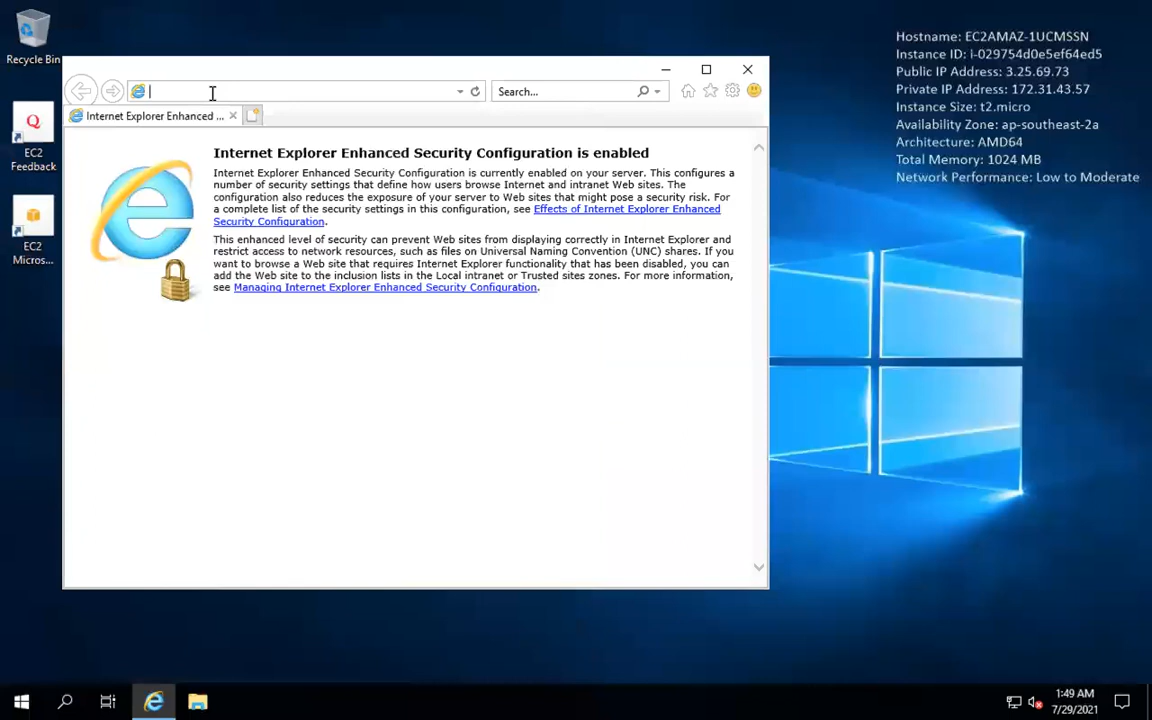 Recycle Bin
EC2
Feedback
EC2
Micros...
Search...
Internet Explorer Enhanced ...
Internet Explorer Enhanced Security Configuration is enabled
Internet Explorer Enhanced Security Configuration is currently enabled on your server. This configures a
number of security settings that define how users browse Internet and intranet Web sites. The
configuration also reduces the exposure of your server to Web sites that might pose a security risk. For
a complete list of the security settings in this configuration, see Effects of Internet Explorer Enhanced
Security Configuration.
This enhanced level of security can prevent Web sites from displaying correctly in Internet Explorer and
restrict access to network resources, such as files on Universal Naming Convention (UNC) shares. If you
want to browse a Web site that requires Internet Explorer functionality that has been disabled, you can
add the Web site to the inclusion lists in the Local intranet or Trusted sites zones. For more information,
see Managing Internet Explorer Enhanced Security Configuration.
Hostname: EC2AMAZ-1UCMSSN
Instance ID: i-029754d0e5ef64ed5
Public IP Address: 3.25.69.73
Private IP Address: 172.31.43.57
Instance Size: t2.micro
Availability Zone: ap-southeast-2a
Architecture: AMD64
Total Memory: 1024 MB
Network Performance: Low to Moderate
1:49 AM
7/29/2021